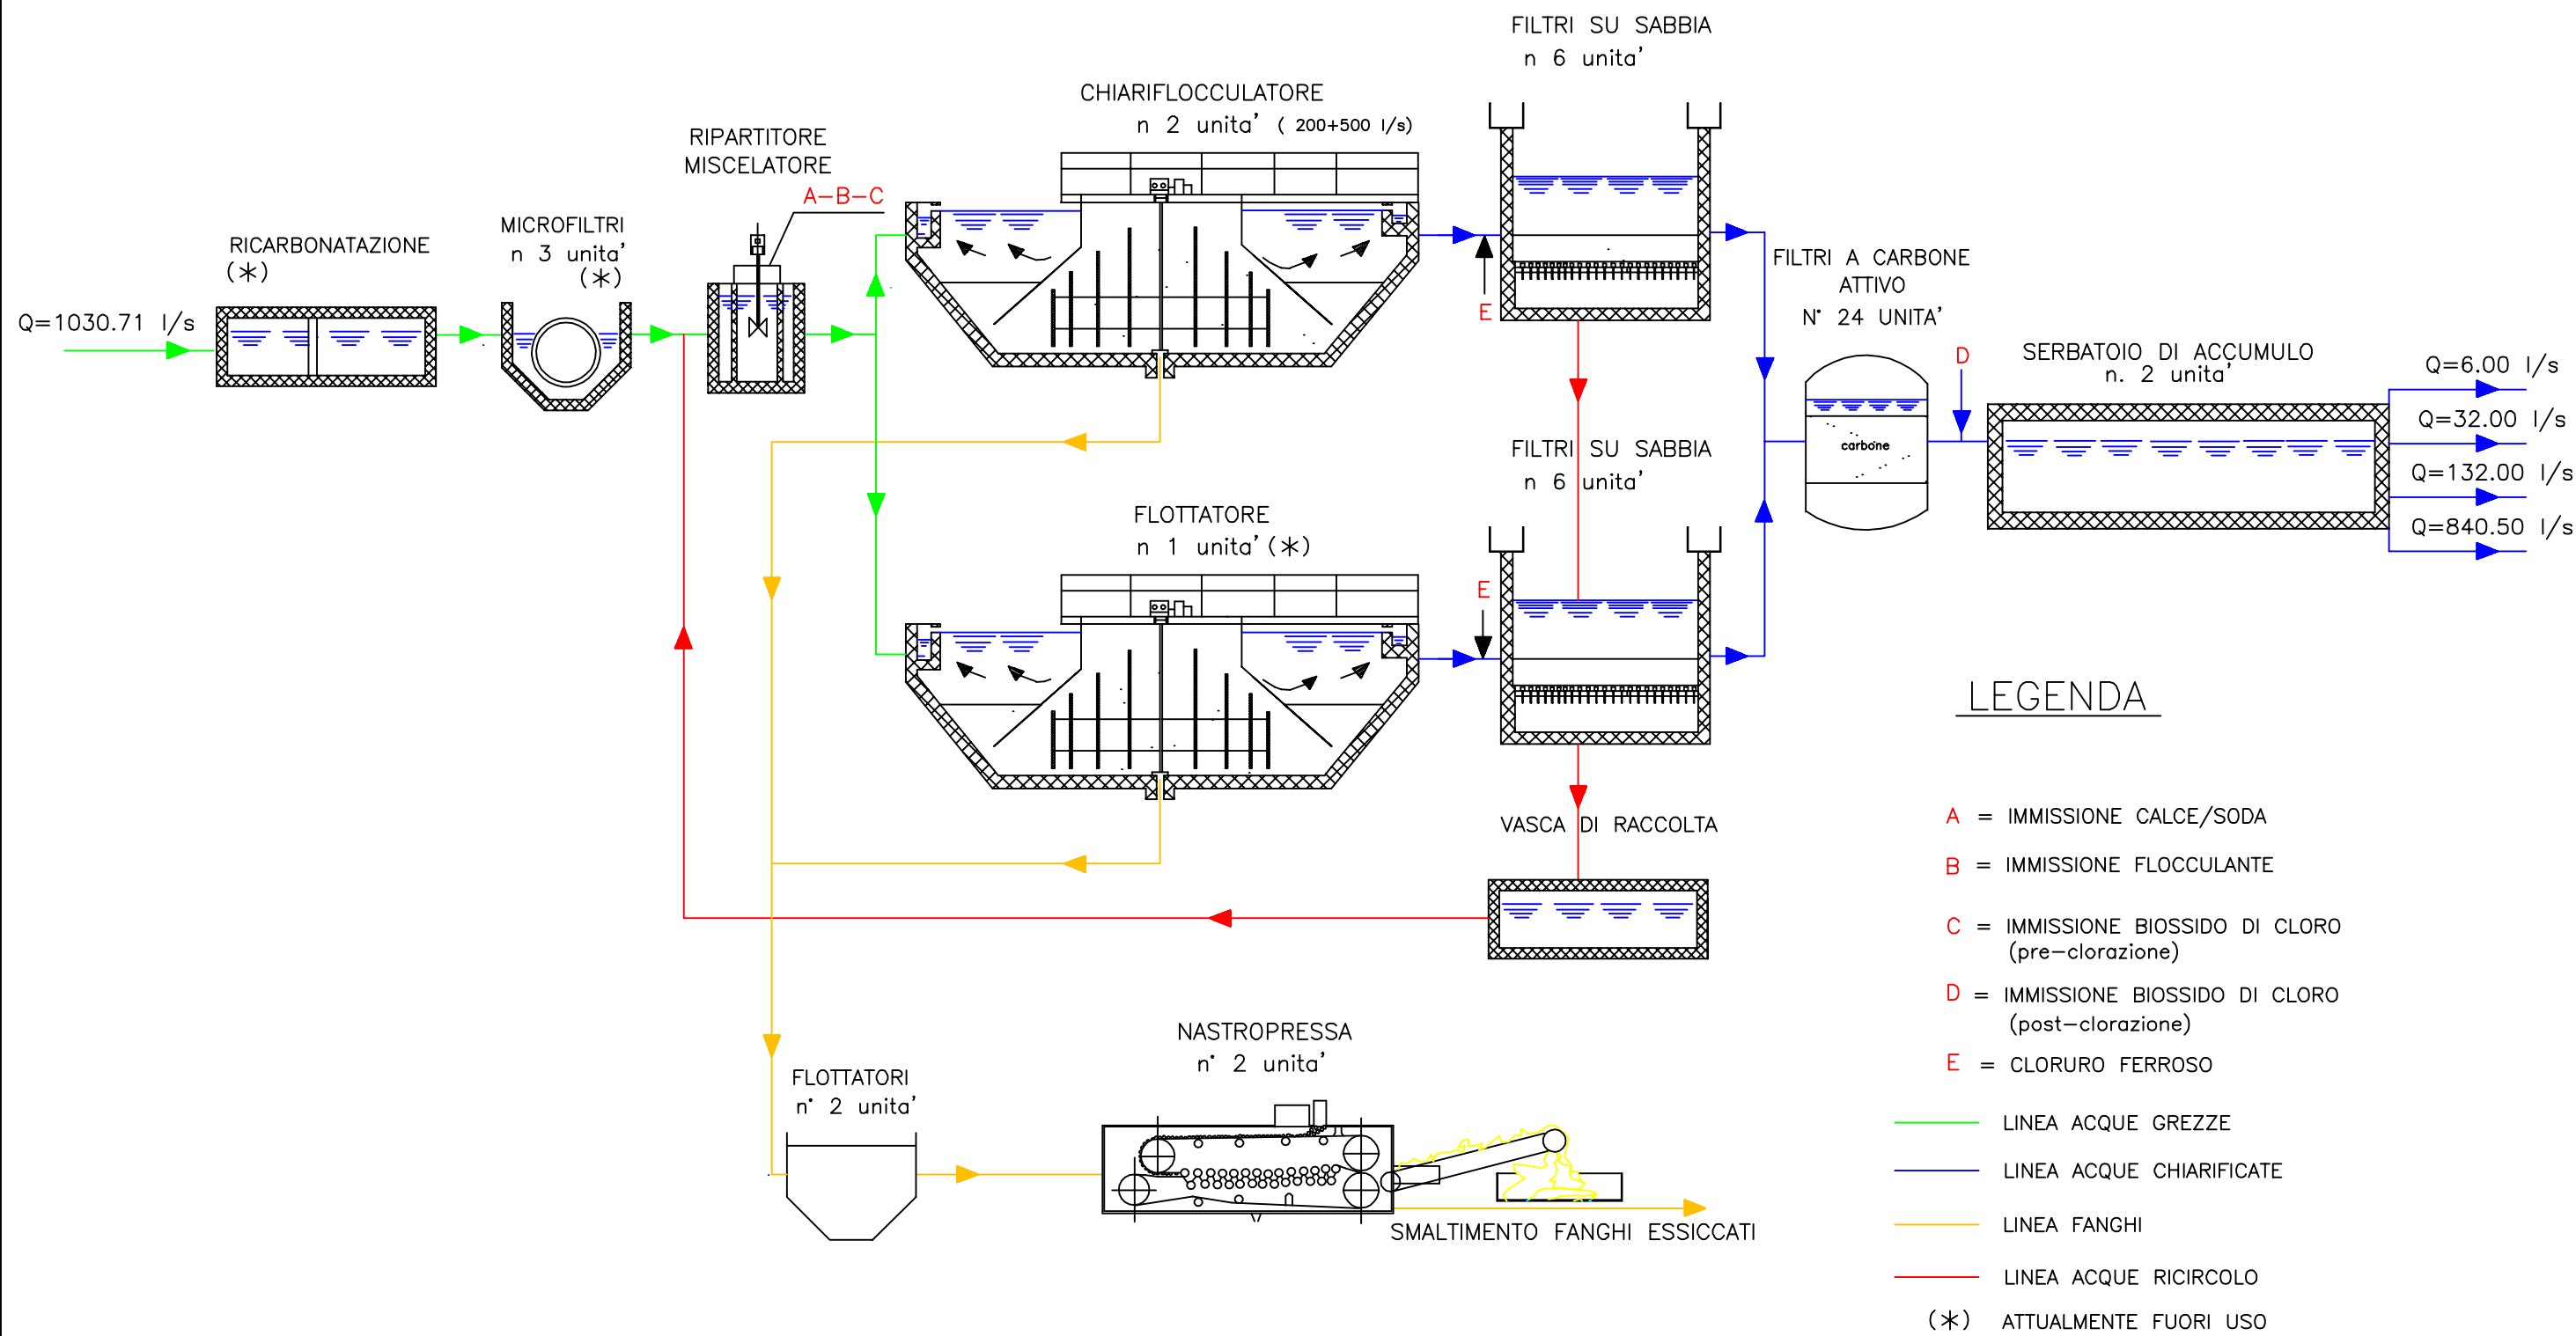 FILTRI SU SABBIA
n 6 unita'
CHIARIFLOCCULATORE
n 2 unita' ( 200+500 l/s)
RIPARTITORE
MISCELATORE
A-B-C
MICROFILTRI
n 3 unita'
(*)
RICARBONATAZIONE
(*)
Q=1030.71 l/s
E
FILTRI A CARBONE
ATTIVO
N° 24 UNITA'
carbone
D
SERBATOIO DI ACCUMULO
n. 2 unita'
Q=6.00 l/s
Q=32.00 l/s
Q=132.00 l/s
Q=840.50 l/s
FILTRI SU SABBIA
n 6 unita'
FLOTTATORE
n 1 unita' (*)
E
VASCA DI RACCOLTA
NASTROPRESSA
n° 2 unita'
FLOTTATORI
n° 2 unita'
SMALTIMENTO FANGHI ESSICCATI
LEGENDA
A = IMMISSIONE CALCE/SODA
B = IMMISSIONE FLOCCULANTE
C = IMMISSIONE BIOSSIDO DI CLORO
(pre-clorazione)
D = IMMISSIONE BIOSSIDO DI CLORO
(post-clorazione)
E = CLORURO FERROSO
LINEA ACQUE GREZZE
LINEA ACQUE CHIARIFICATE
LINEA FANGHI
LINEA ACQUE RICIRCOLO
(*) ATTUALMENTE FUORI USO